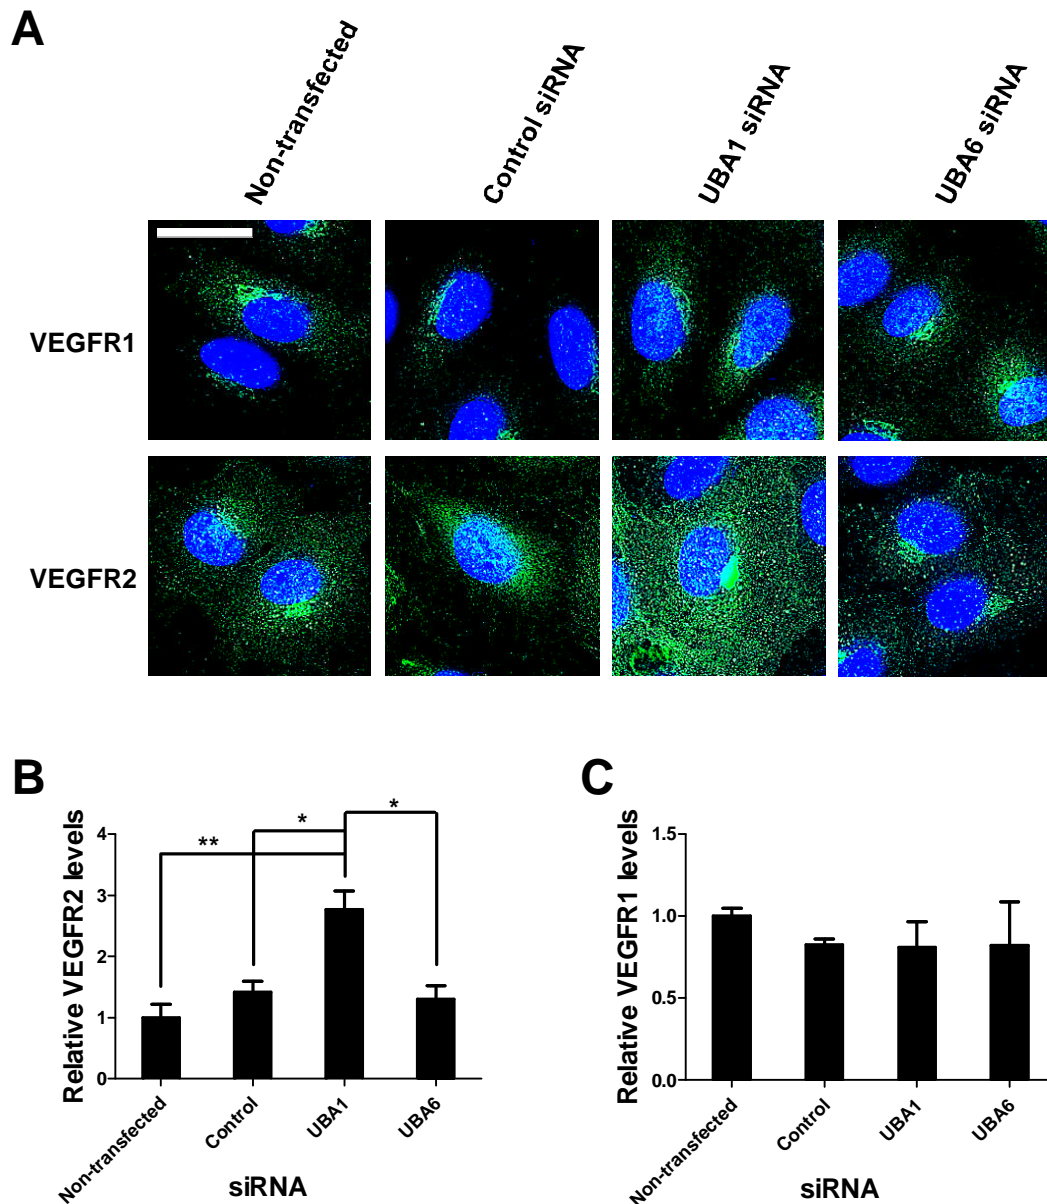 A
Non-transfected
Control siRNA
UBA1 siRNA
UBA6 siRNA
VEGFR1
VEGFR2
B
Relative VEGFR2 levels
4
3
2
1
0
**
*
*
Non-transfected
Control
UBA1
UBA6
siRNA
C
Relative VEGFR1 levels
1.5
1.0
0.5
0.0
Non-transfected
Control
UBA1
UBA6
siRNA